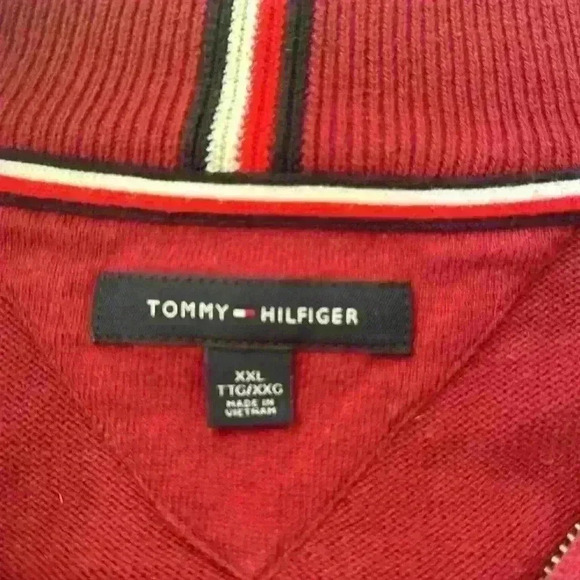 TOMMY HILFIGER
XXL
TTG/XXG
MADE IN
VIETNAM